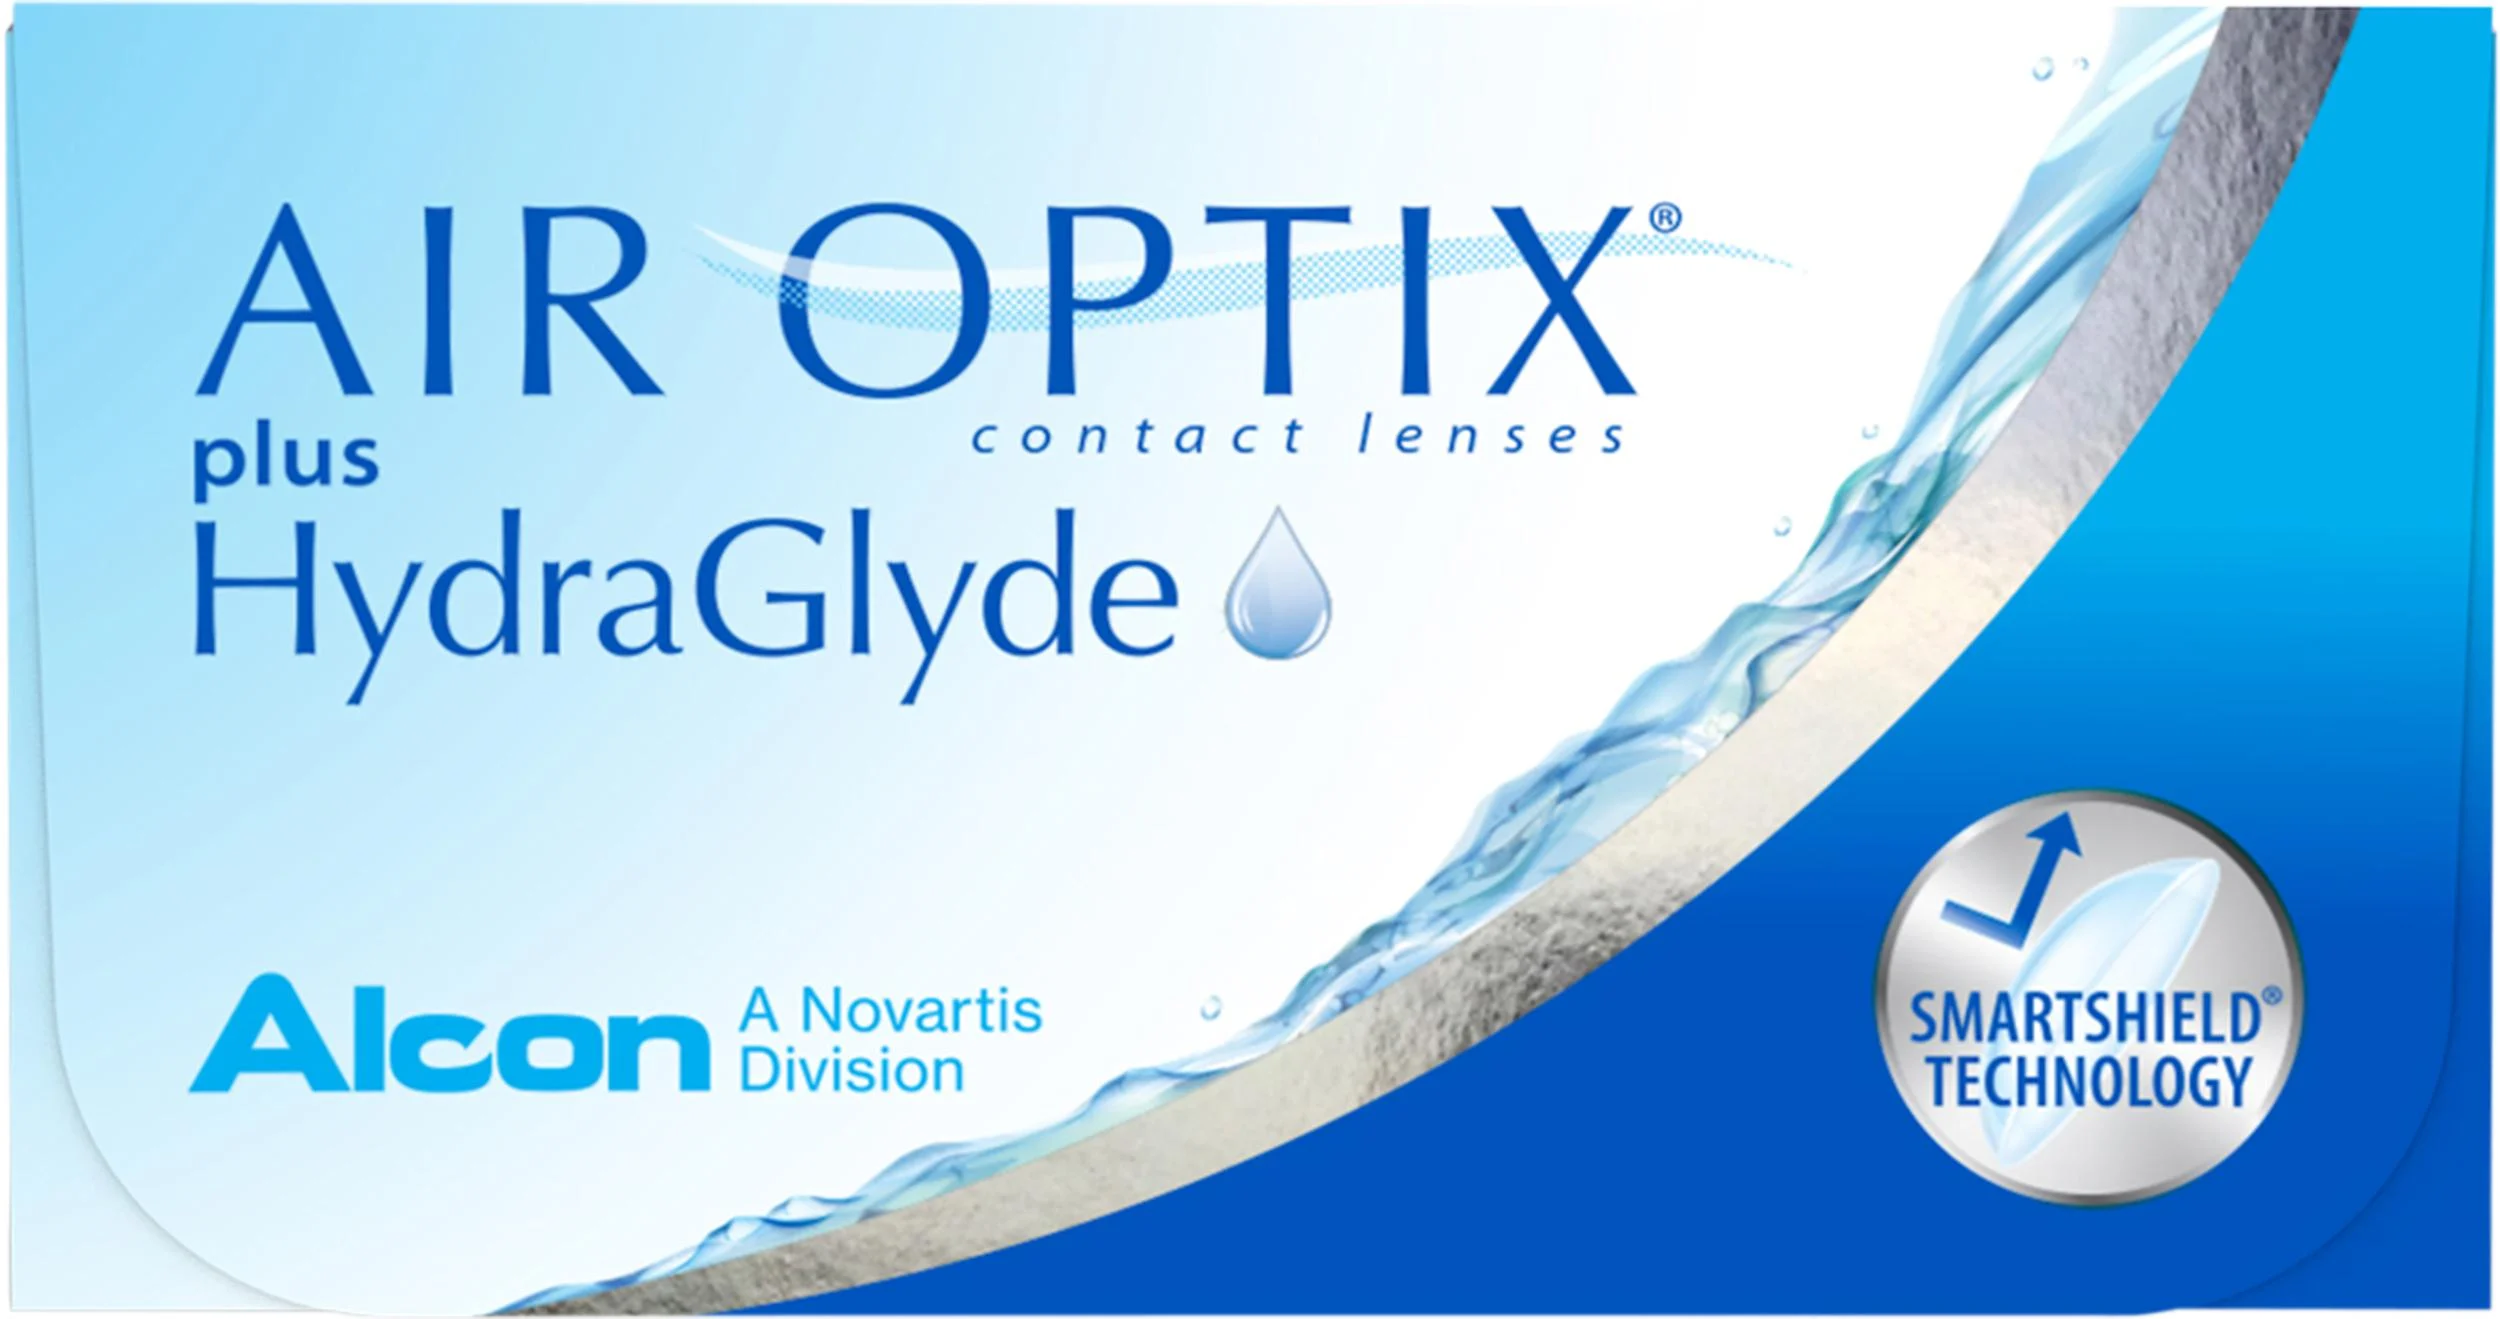 AIR OPTIX®
contact lenses
plus
HydraGlyde
Alcon A Novartis
Division
SMARTSHIELD®
TECHNOLOGY